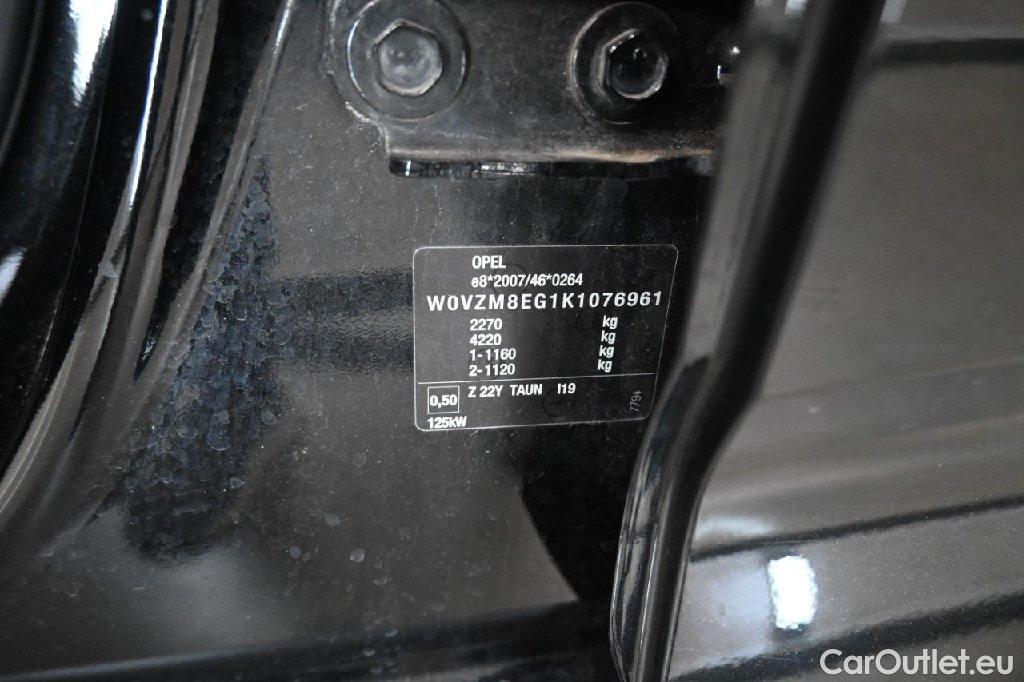 OPEL
e8*2007/46*0264
W0VZM8EG1K1076961
2270 kg
4220 kg
1-1160 kg
2-1120 kg
0,50 Z 22Y TAUN I19
125kW
CarOutlet.eu